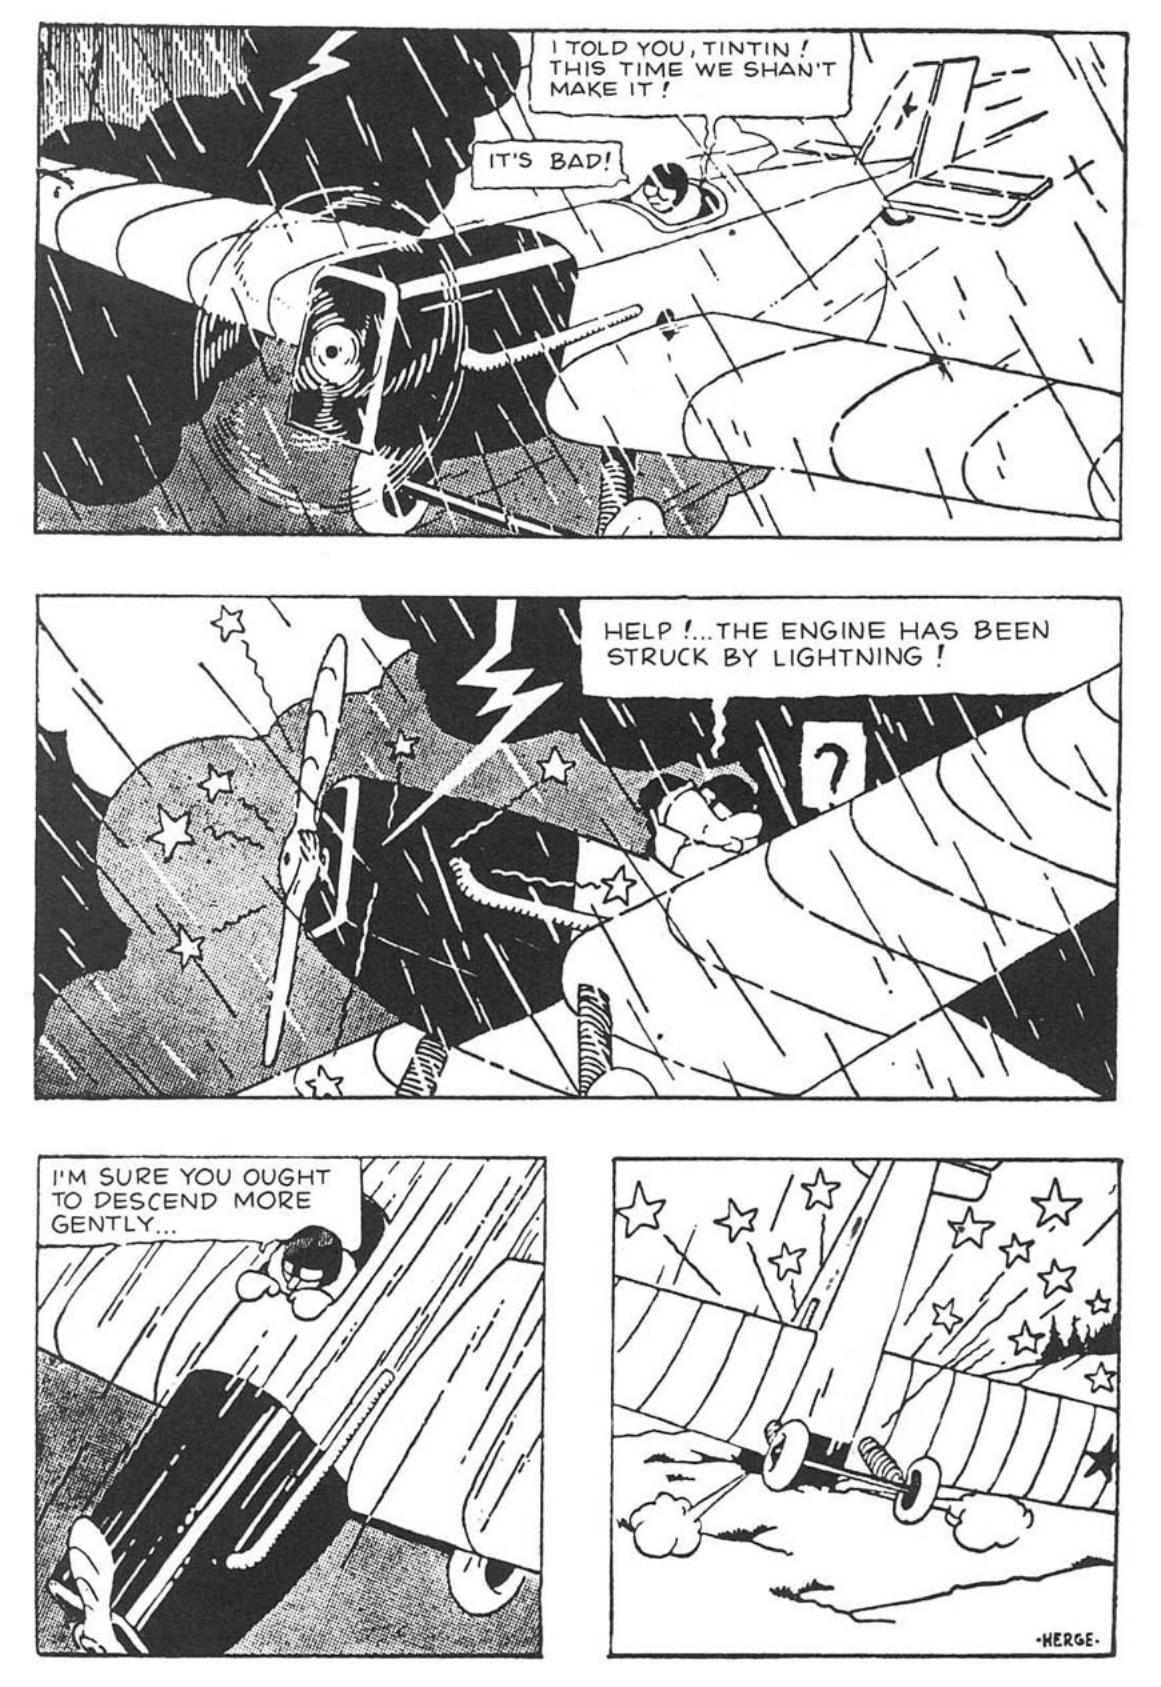 I TOLD YOU, TINTIN!
THIS TIME WE SHAN'T
MAKE IT!
IT'S BAD!
HELP!...THE ENGINE HAS BEEN
STRUCK BY LIGHTNING!
?
I'M SURE YOU OUGHT
TO DESCEND MORE
GENTLY...
·HERGE·